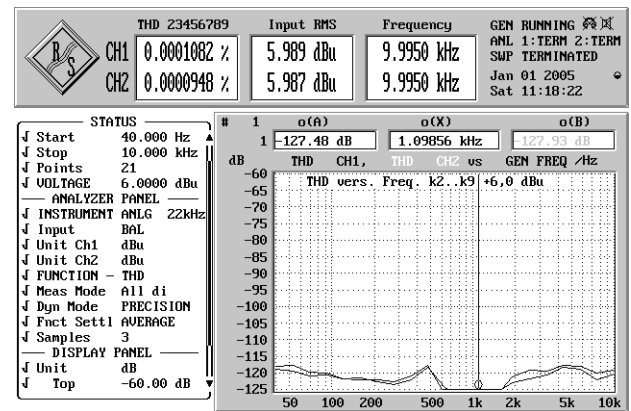 THD 23456789 Input RMS Frequency GEN RUNNING
R S CH1 0.0001082 % 5.989 dBu 9.9950 kHz ANL 1:TERM 2:TERM
SWP TERMINATED
CH2 0.0000948 % 5.987 dBu 9.9950 kHz Jan 01 2005
Sat 11:18:22
STATUS
Start 40.000 Hz
Stop 10.000 kHz
Points 21
VOLTAGE 6.0000 dBu
ANALYZER PANEL
INSTRUMENT ANLG 22kHz
Input BAL
Unit Ch1 dBu
Unit Ch2 dBu
FUNCTION - THD
Meas Mode All di
Dyn Mode PRECISION
Fnct Settl AVERAGE
Samples 3
DISPLAY PANEL
Unit dB
Top -60.00 dB
# 1 o(A) o(X) o(B)
1 -127.48 dB 1.09856 kHz -127.93 dB
dB THD CH1, THD CH2 vs GEN FREQ /Hz
THD vers. Freq. k2..k9 +6,0 dBu
-60
-65
-70
-75
-80
-85
-90
-95
-100
-105
-110
-115
-120
-125
50 100 200 500 1k 2k 5k 10k